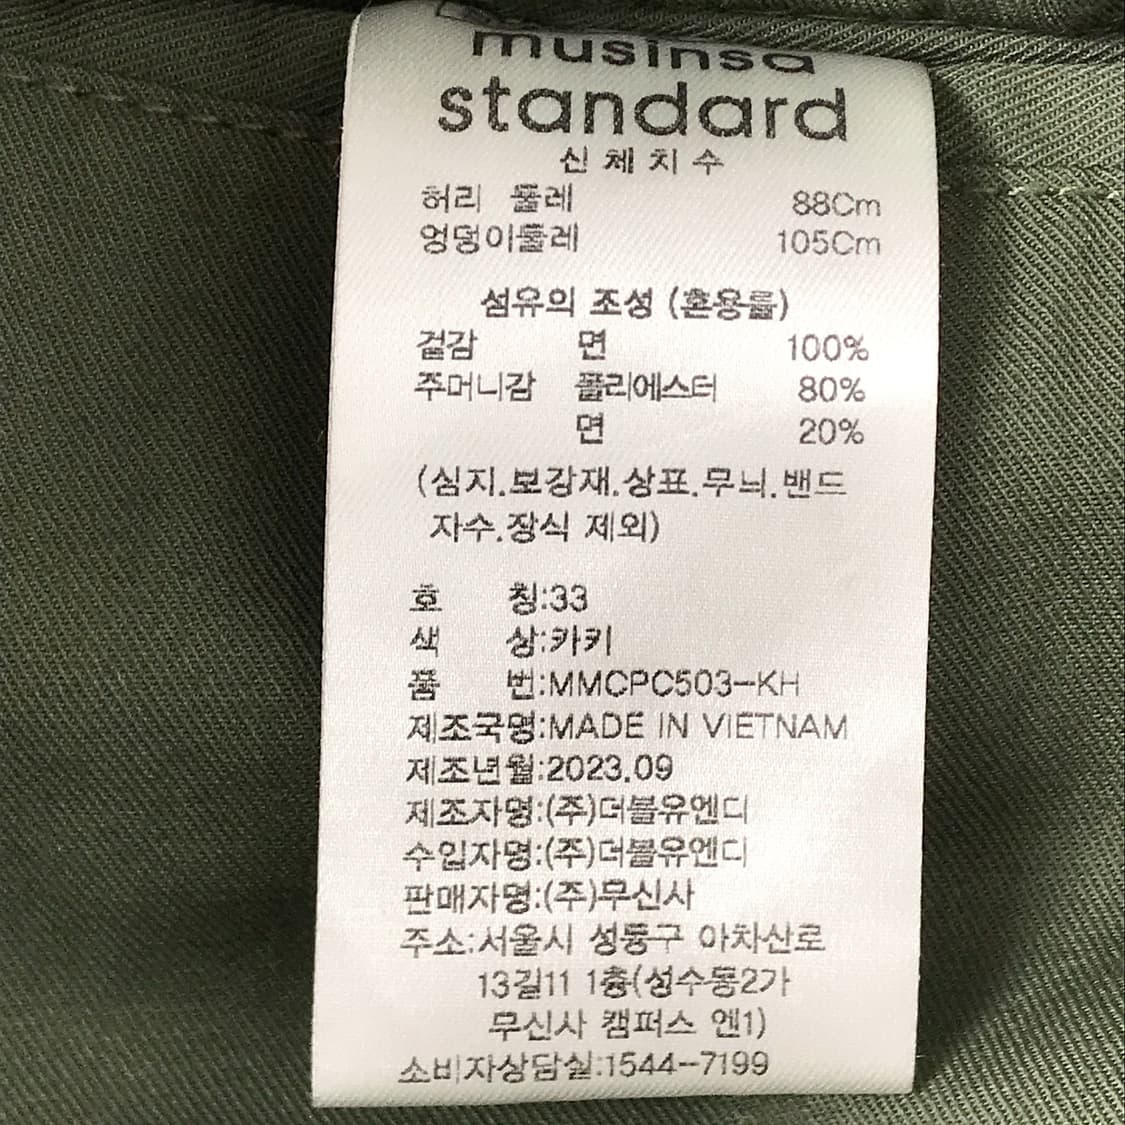 musinsa
standard
신체치수
허리 둘레 88Cm
엉덩이둘레 105Cm
섬유의 조성 (혼용률)
겉감 면 100%
주머니감 폴리에스터 80%
면 20%
(심지.보강재.상표.무늬.밴드
자수.장식 제외)
호 칭:33
색 상:카키
품 번:MMCPC503-KH
제조국명:MADE IN VIETNAM
제조년월:2023.09
제조자명:(주)더블유엔디
수입자명:(주)더블유엔디
판매자명:(주)무신사
주소:서울시 성동구 아차산로
13길11 1층(성수동2가
무신사 캠퍼스 엔1)
소비자상담실:1544-7199